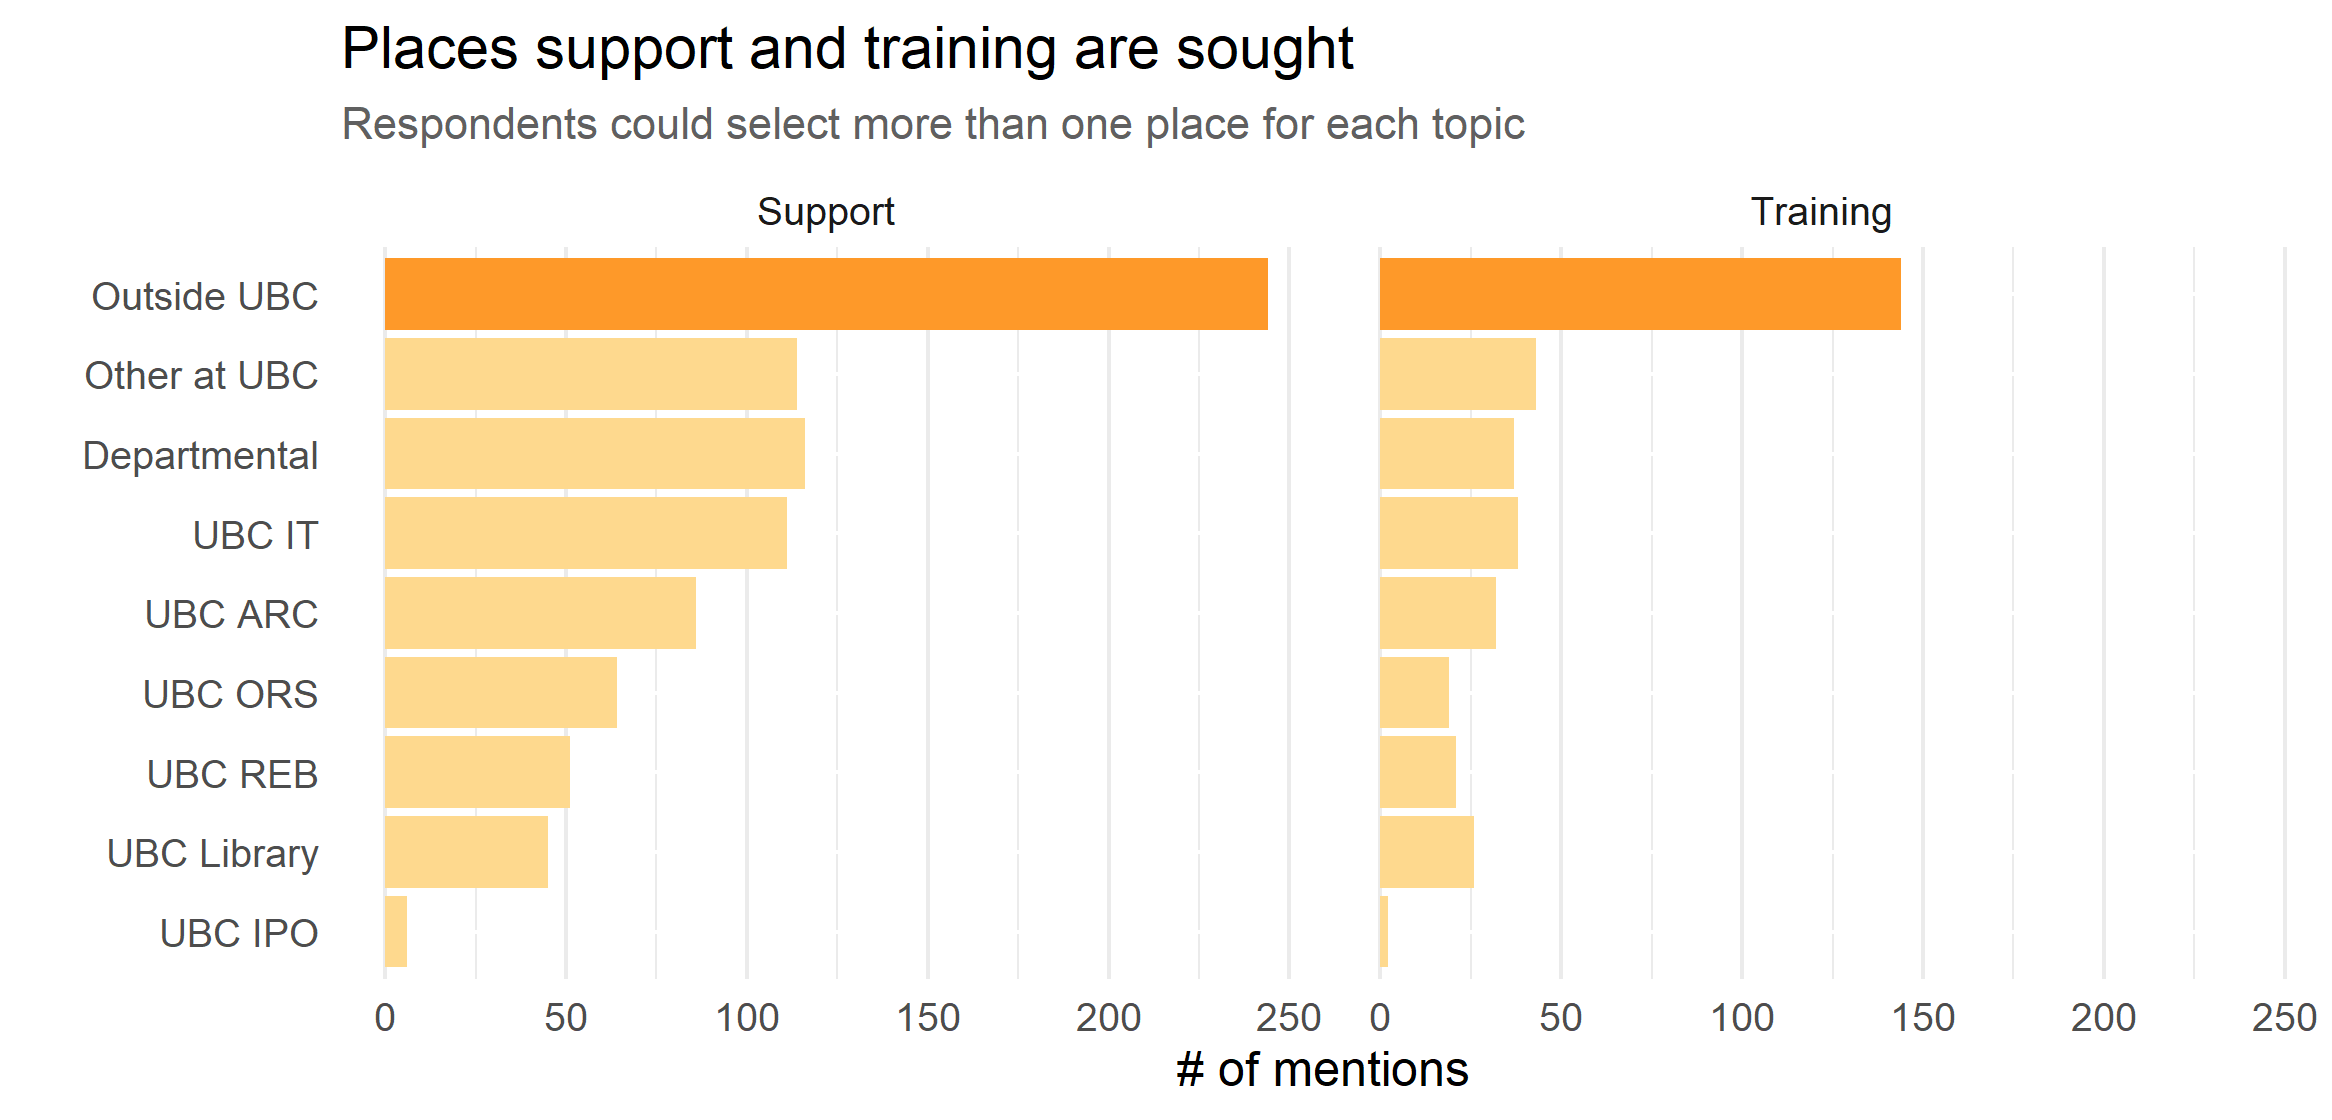 Places support and training are sought
Respondents could select more than one place for each topic
Support
Training
Outside UBC
Other at UBC
Departmental
UBC IT
UBC ARC
UBC ORS
UBC REB
UBC Library
UBC IPO
0 50 100 150 200 250
0 50 100 150 200 250
# of mentions